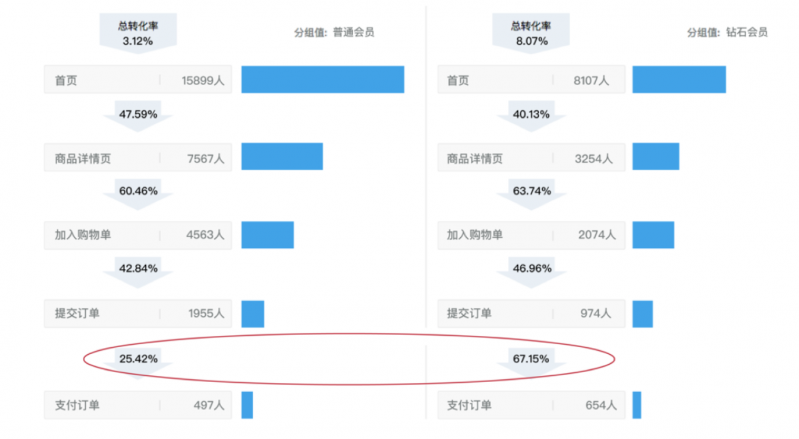 总转化率
3.12%
分组值: 普通会员
首页 15899人
47.59%
商品详情页 7567人
60.46%
加入购物单 4563人
42.84%
提交订单 1955人
25.42%
支付订单 497人
总转化率
8.07%
分组值: 钻石会员
首页 8107人
40.13%
商品详情页 3254人
63.74%
加入购物单 2074人
46.96%
提交订单 974人
67.15%
支付订单 654人